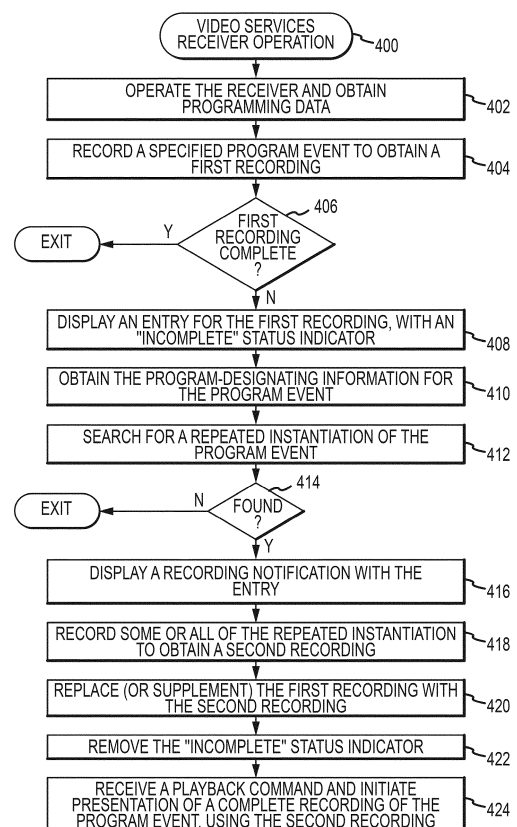 VIDEO SERVICES
RECEIVER OPERATION
400
OPERATE THE RECEIVER AND OBTAIN
PROGRAMMING DATA
402
RECORD A SPECIFIED PROGRAM EVENT TO OBTAIN A
FIRST RECORDING
404
406
FIRST
RECORDING
COMPLETE
?
Y
EXIT
N
DISPLAY AN ENTRY FOR THE FIRST RECORDING, WITH AN
"INCOMPLETE" STATUS INDICATOR
408
OBTAIN THE PROGRAM-DESIGNATING INFORMATION FOR
THE PROGRAM EVENT
410
SEARCH FOR A REPEATED INSTANTIATION OF THE
PROGRAM EVENT
412
414
FOUND
?
N
EXIT
Y
DISPLAY A RECORDING NOTIFICATION WITH THE
ENTRY
416
RECORD SOME OR ALL OF THE REPEATED INSTANTIATION
TO OBTAIN A SECOND RECORDING
418
REPLACE (OR SUPPLEMENT) THE FIRST RECORDING WITH
THE SECOND RECORDING
420
REMOVE THE "INCOMPLETE" STATUS INDICATOR
422
RECEIVE A PLAYBACK COMMAND AND INITIATE
PRESENTATION OF A COMPLETE RECORDING OF THE
PROGRAM EVENT, USING THE SECOND RECORDING
424